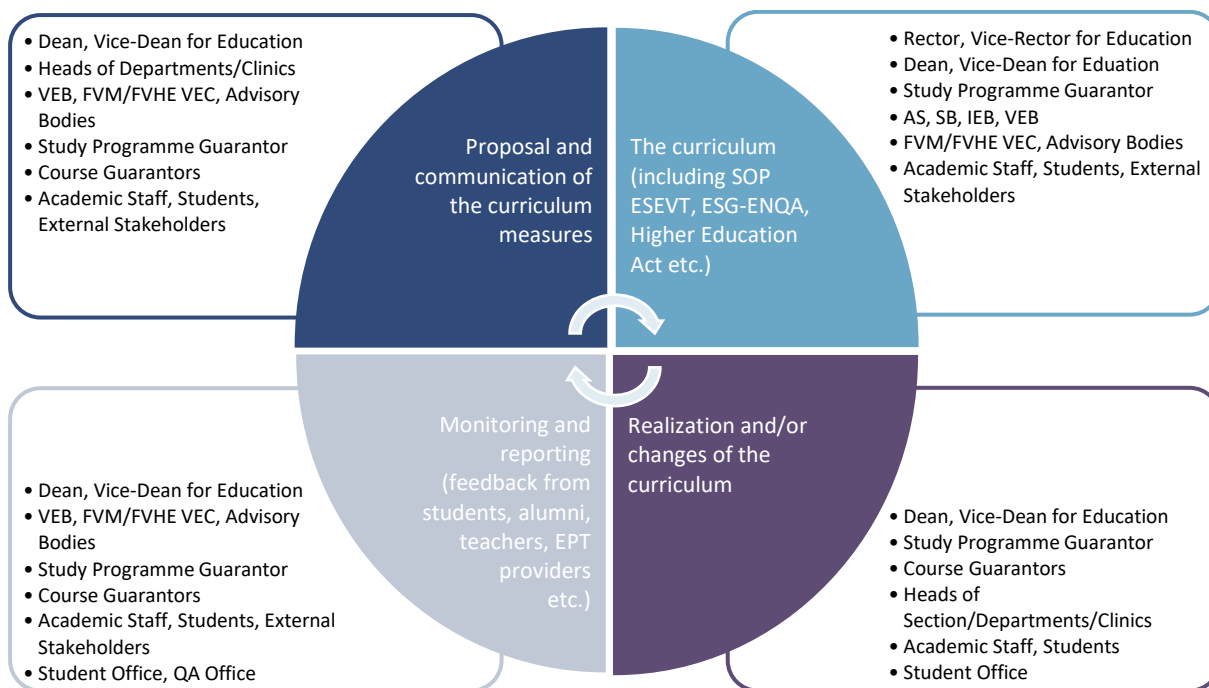 • Dean, Vice-Dean for Education
• Heads of Departments/Clinics
• VEB, FVM/FVHE VEC, Advisory
Bodies
• Study Programme Guarantor
• Course Guarantors
• Academic Staff, Students,
External Stakeholders
Proposal and
communication of
the curriculum
measures
The curriculum
(including SOP
ESEVT, ESG-ENQA,
Higher Education
Act etc.)
• Rector, Vice-Rector for Education
• Dean, Vice-Dean for Eduation
• Study Programme Guarantor
• AS, SB, IEB, VEB
• FVM/FVHE VEC, Advisory Bodies
• Academic Staff, Students, External
Stakeholders
• Dean, Vice-Dean for Education
• VEB, FVM/FVHE VEC, Advisory
Bodies
• Study Programme Guarantor
• Course Guarantors
• Academic Staff, Students, External
Stakeholders
• Student Office, QA Office
Monitoring and
reporting
(feedback from
students, alumni,
teachers, EPT
providers
etc.)
Realization and/or
changes of the
curriculum
• Dean, Vice-Dean for Education
• Study Programme Guarantor
• Course Guarantors
• Heads of
Section/Departments/Clinics
• Academic Staff, Students
• Student Office